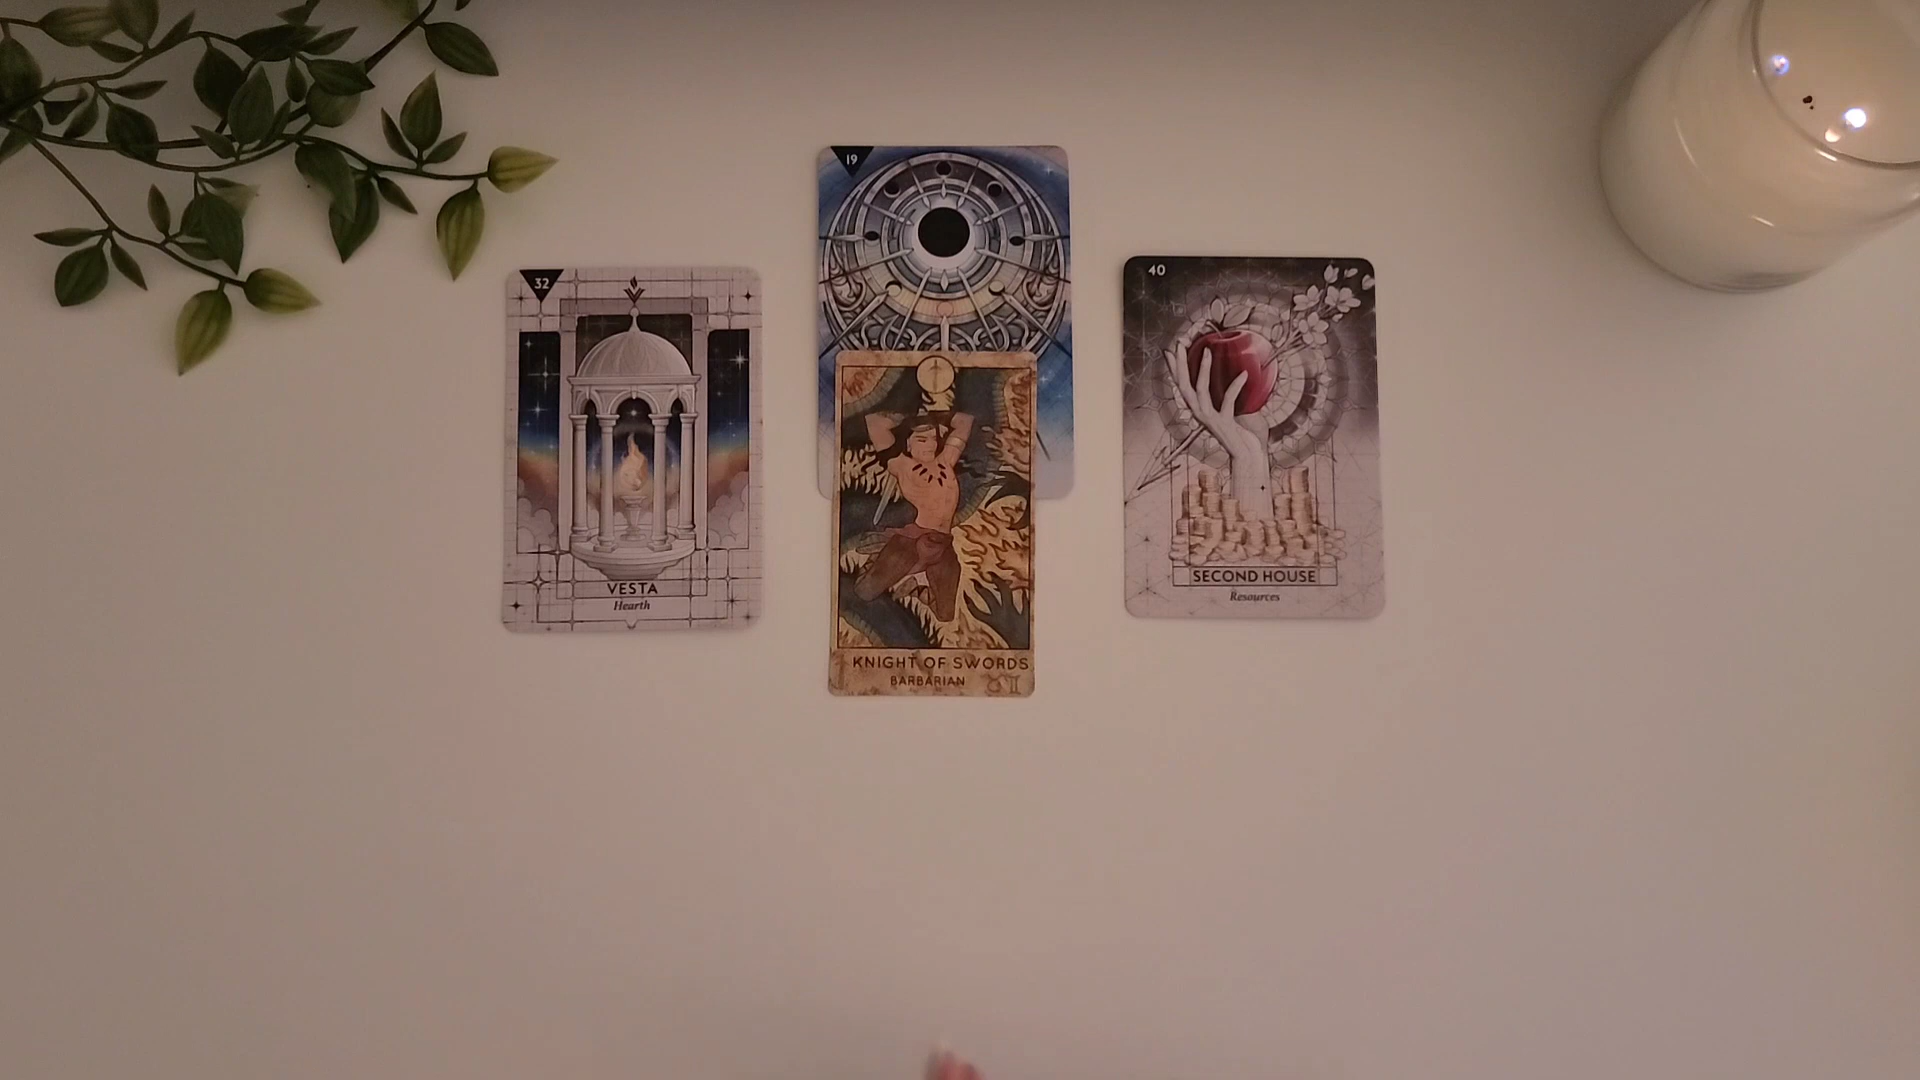 32
VESTA
Hearth
19
KNIGHT OF SWORDS
BARBARIAN
40
SECOND HOUSE
Resources